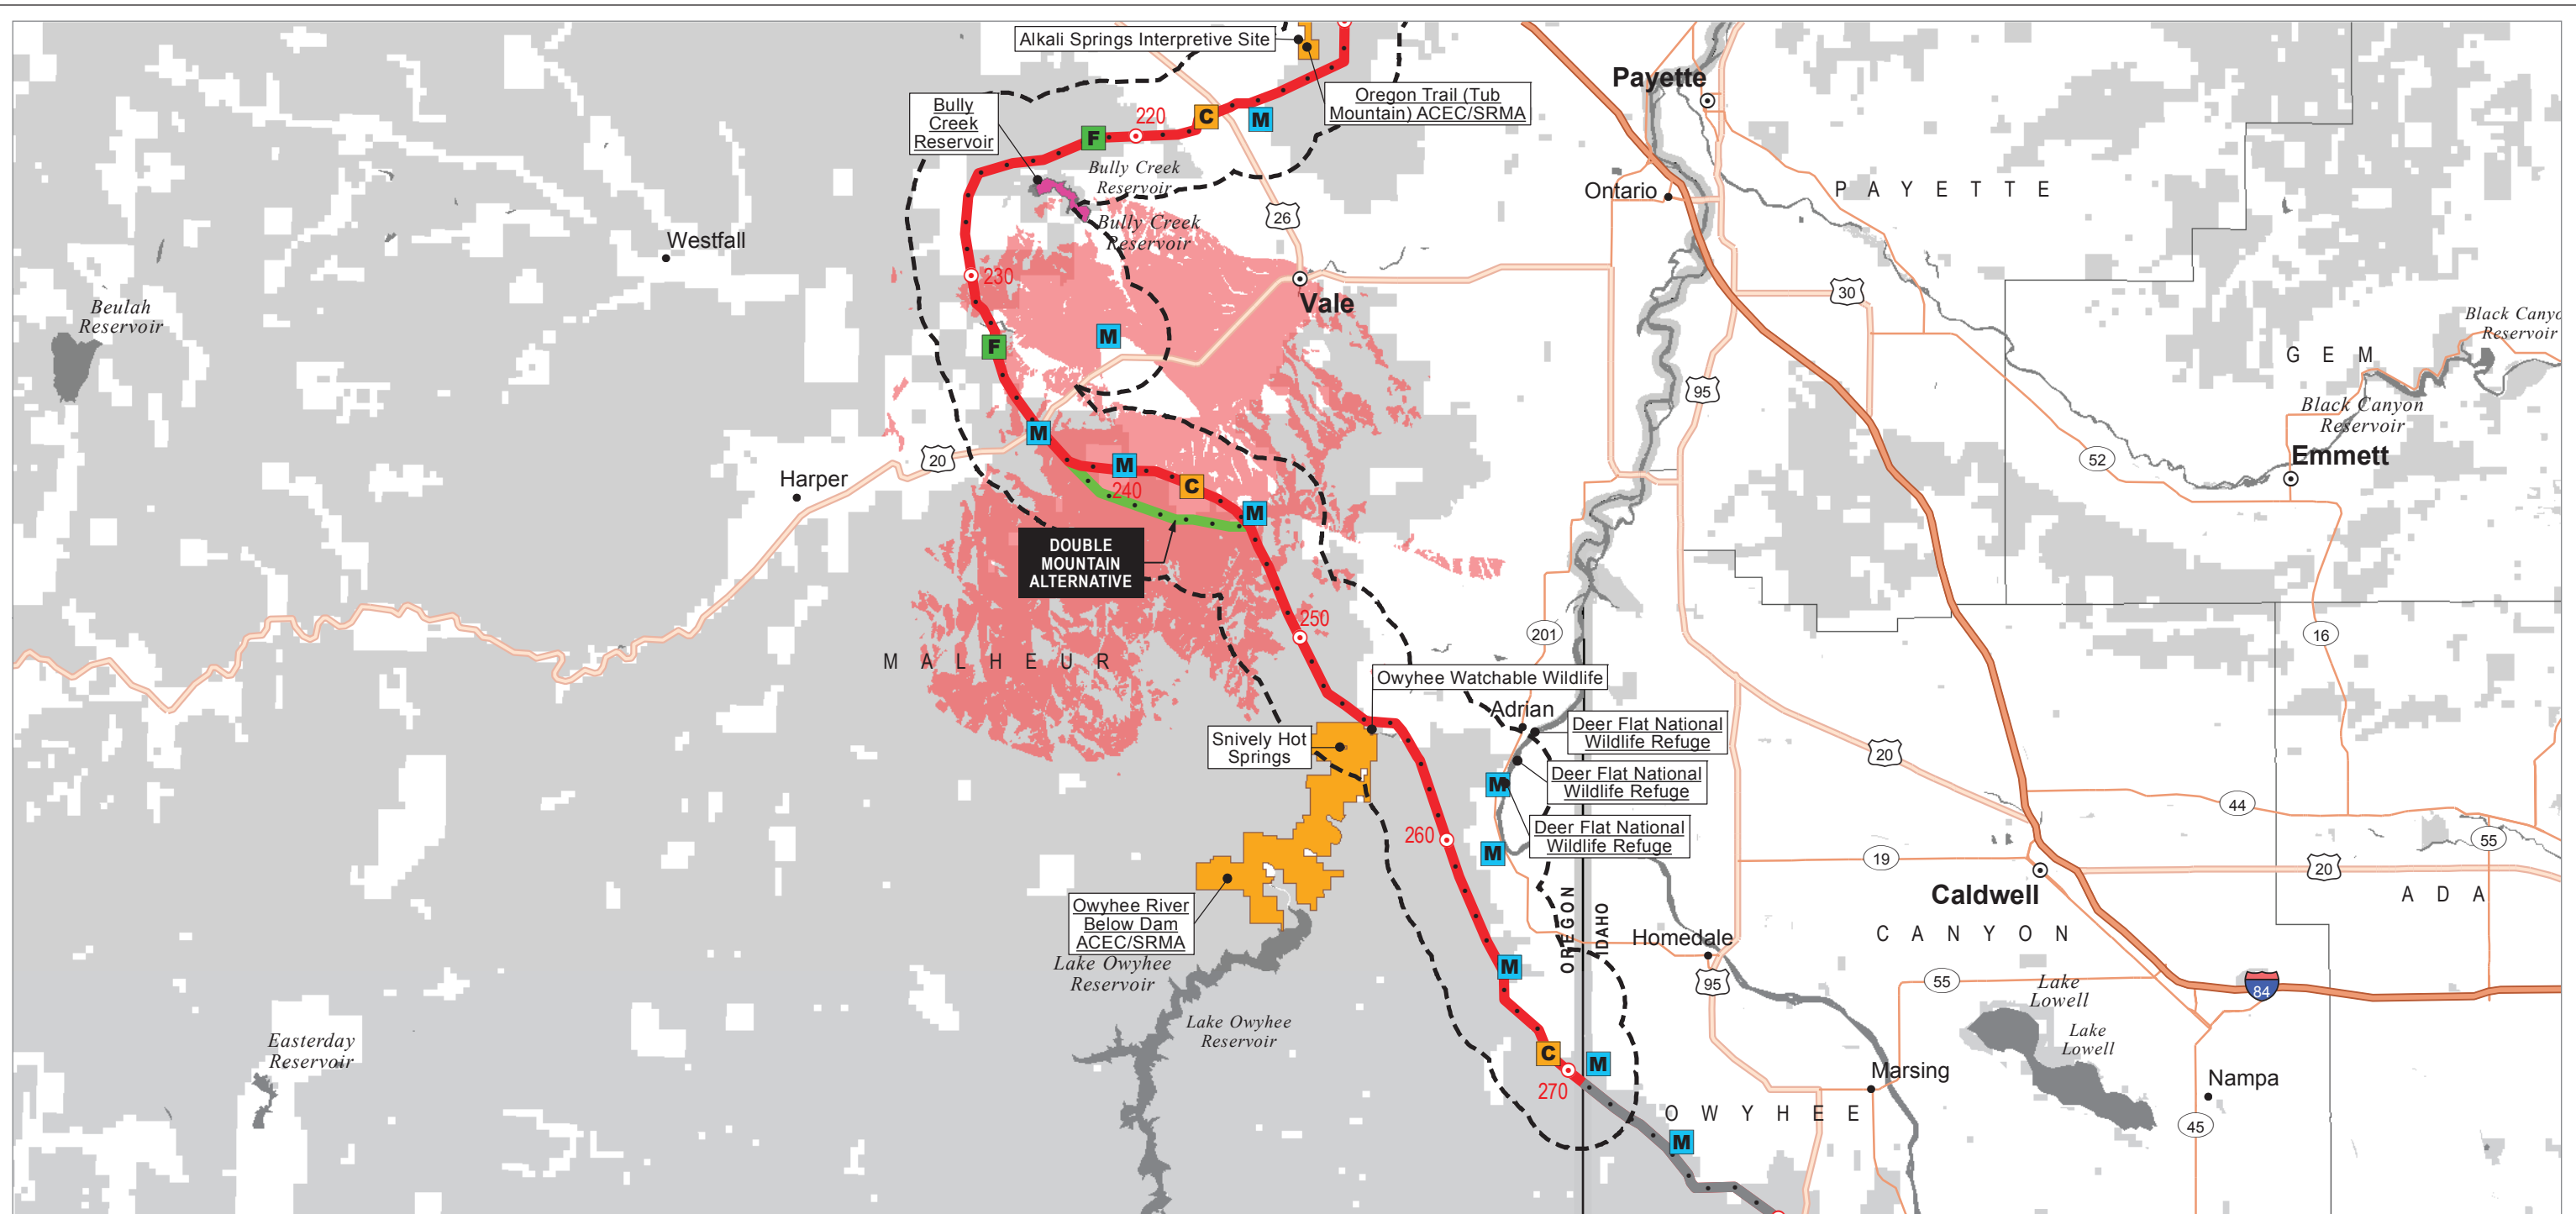 Alkali Springs Interpretive Site
Payette
Bully
Creek
Reservoir
Oregon Trail (Tub
Mountain) ACEC/SRMA
220
C
M
F
Bully Creek
Reservoir
Ontario
P A Y E T T E
26
Bully Creek
Reservoir
Westfall
230
Vale
30
Beulah
Reservoir
Black Canyo
Reservoir
M
F
G E M
95
Black Canyon
Reservoir
M
20
Harper
M
240
C
M
52
Emmett
DOUBLE
MOUNTAIN
ALTERNATIVE
250
201
16
M A L H E U R
Owyhee Watchable Wildlife
Adrian
Deer Flat National
Wildlife Refuge
Snively Hot
Springs
20
M
Deer Flat National
Wildlife Refuge
44
260
Deer Flat National
Wildlife Refuge
M
55
19
20
Caldwell
A D A
Owyhee River
Below Dam
ACEC/SRMA
OREGON
IDAHO
C A N Y O N
Homedale
Lake Owyhee
Reservoir
M
95
55
84
Lake
Lowell
Lake Owyhee
Reservoir
Lake
Lowell
Easterday
Reservoir
C
M
270
Marsing
Nampa
O W Y H E E
45
M